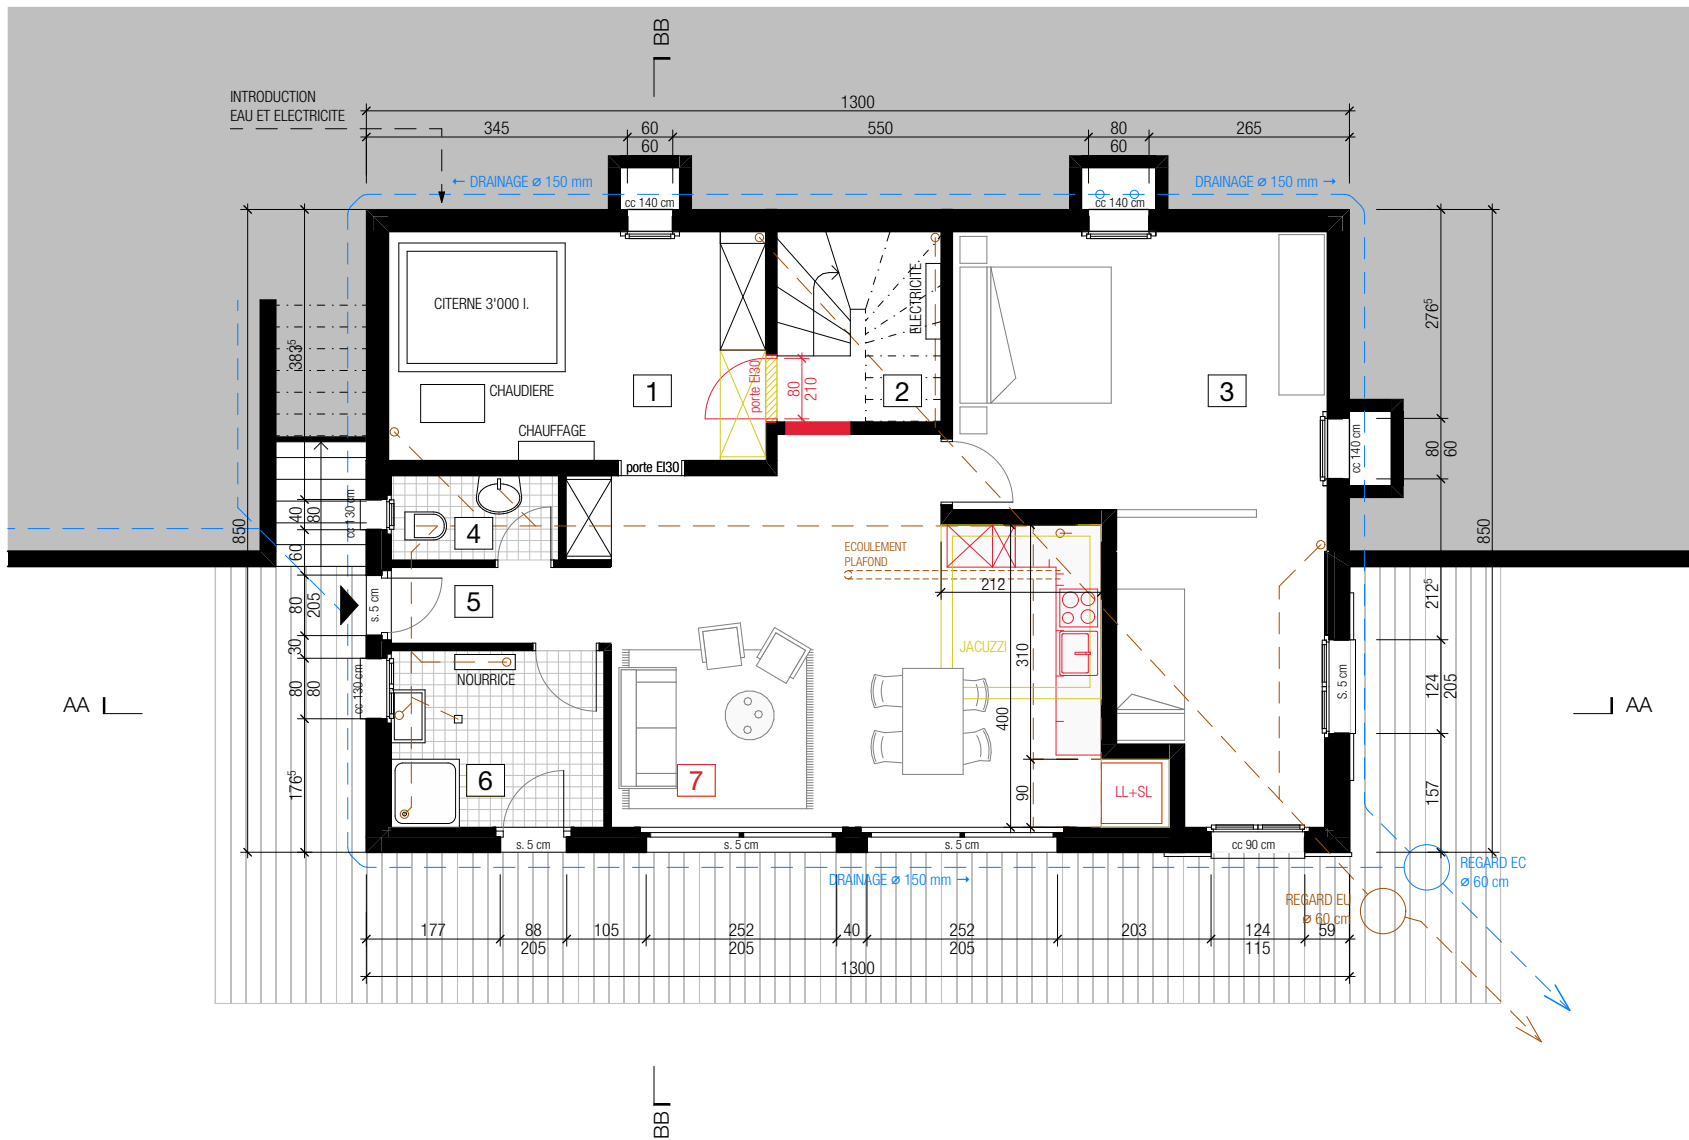 BB
INTRODUCTION
EAU ET ELECTRICITE
1300
345
60
60
550
80
60
265
← DRAINAGE ø 150 mm
DRAINAGE ø 150 mm →
cc 140 cm
cc 140 cm
CITERNE 3'000 l.
ELECTRICITE
383⁵
276⁵
CHAUDIERE
1
porte EI30
80
210
2
3
CHAUFFAGE
porte EI30
cc 140 cm
80
60
850
40
80
cc 130 cm
4
850
60
ECOULEMENT
PLAFOND
212
80
205
s. 5 cm
5
212⁵
30
JACUZZI
310
80
80
cc 130 cm
NOURRICE
S. 5 cm
124
205
AA
AA
400
176⁵
6
7
90
LL+SL
157
s. 5 cm
s. 5 cm
s. 5 cm
cc 90 cm
DRAINAGE ø 150 mm →
REGARD EC
ø 60 cm
REGARD EU
ø 60 cm
177
88
205
105
252
205
40
252
205
203
124
115
59
1300
BB